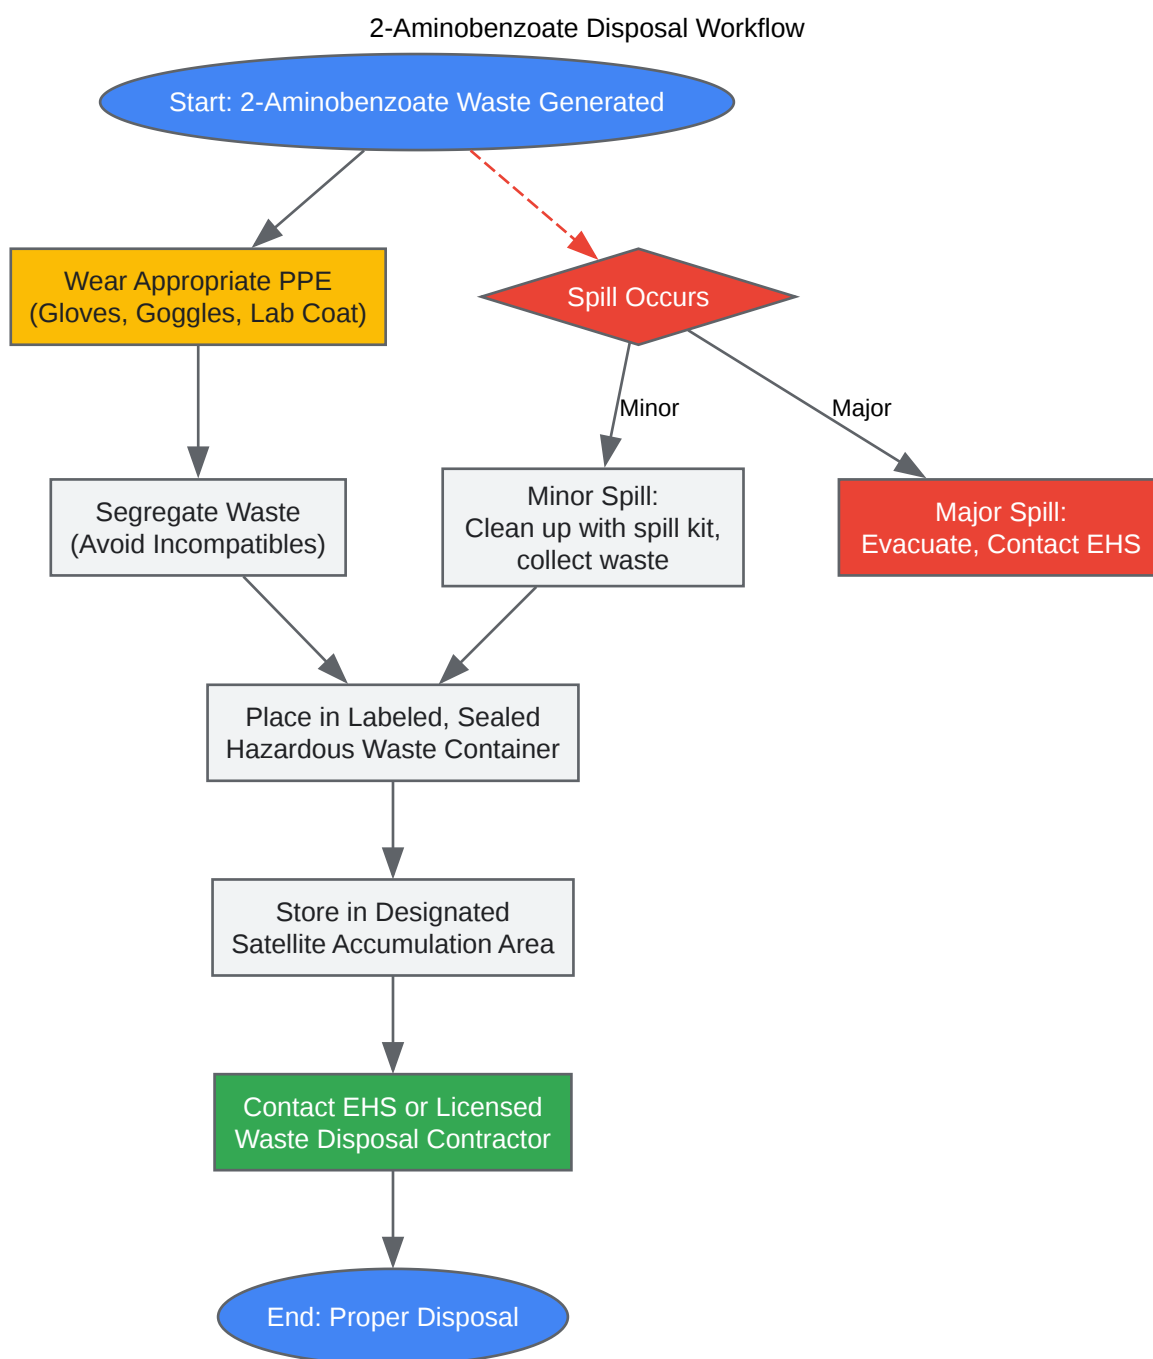 2-Aminobenzoate Disposal Workflow
Start: 2-Aminobenzoate Waste Generated
Wear Appropriate PPE
(Gloves, Goggles, Lab Coat)
Spill Occurs
Minor
Major
Segregate Waste
(Avoid Incompatibles)
Minor Spill:
Clean up with spill kit,
collect waste
Major Spill:
Evacuate, Contact EHS
Place in Labeled, Sealed
Hazardous Waste Container
Store in Designated
Satellite Accumulation Area
Contact EHS or Licensed
Waste Disposal Contractor
End: Proper Disposal